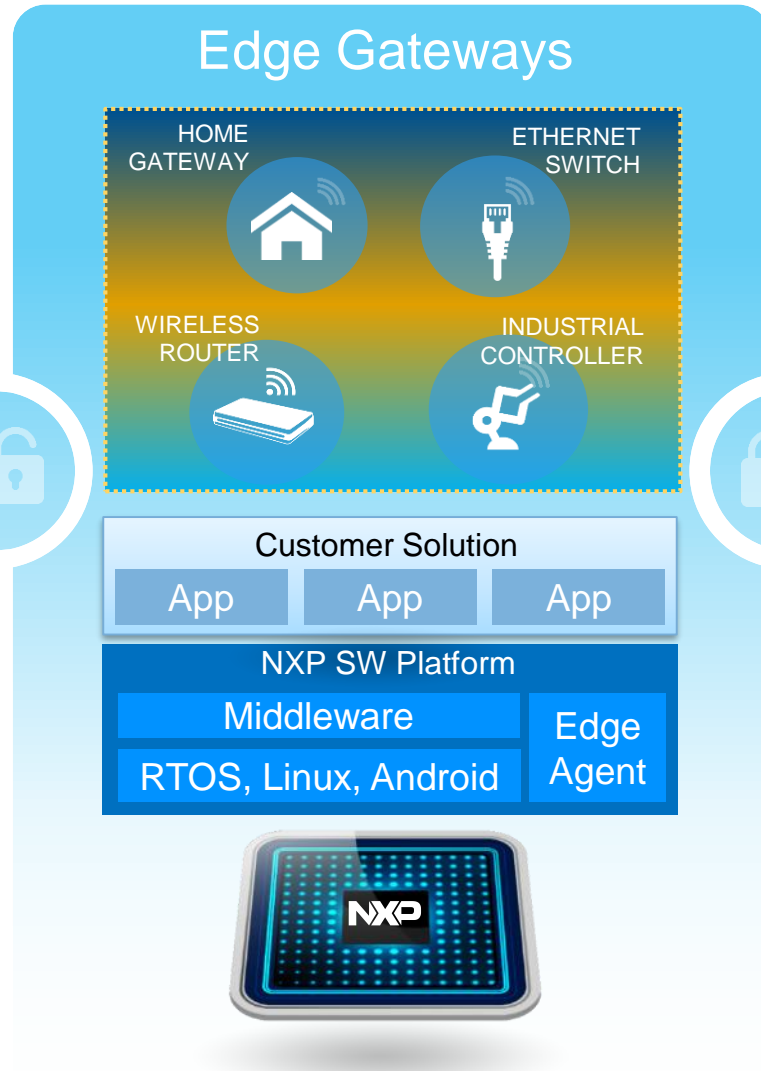 Edge Gateways
HOME
GATEWAY
ETHERNET
SWITCH
WIRELESS
ROUTER
INDUSTRIAL
CONTROLLER
Customer Solution
App App App
NXP SW Platform
Middleware
RTOS, Linux, Android
Edge
Agent
NXP